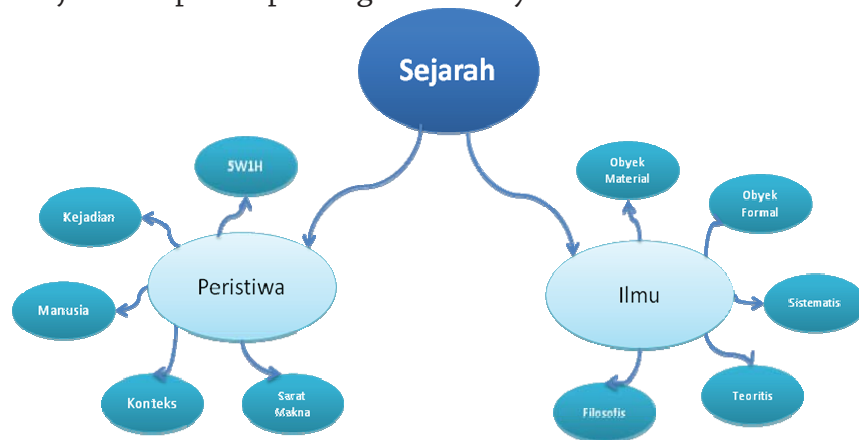 Sejarah
5W1H
Kejadian
Peristiwa
Manusia
Konteks
Sarat
Makna
Obyek
Material
Obyek
Formal
Ilmu
Sistematis
Teoritis
Filosofis